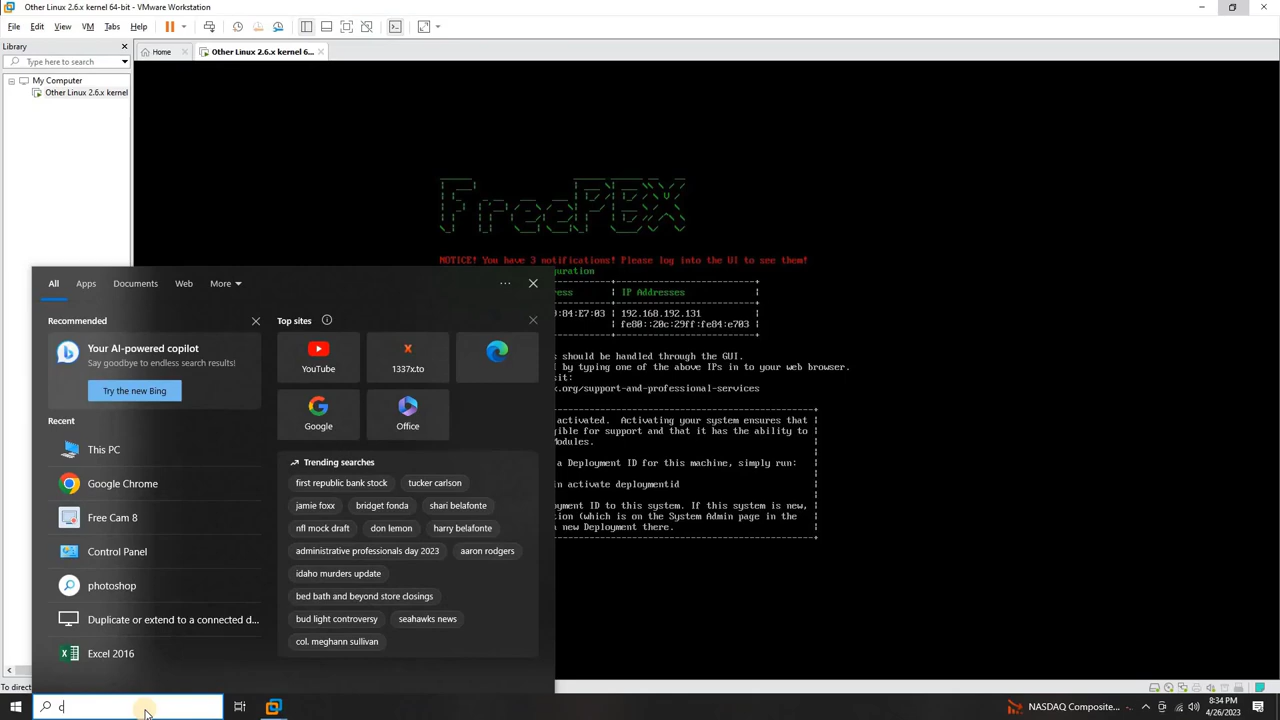 Other Linux 2.6.x kernel 64-bit - VMware Workstation
File Edit View VM Tabs Help
Library
Type here to search
My Computer
Other Linux 2.6.x kernel
Home
Other Linux 2.6.x kernel 6...
FreePBX
NOTICE! You have 3 notifications! Please log into the UI to see them!
guration
ess | IP Addresses
0:84:E7:03 | 192.168.192.131
fe80::20c:29ff:fe84:e703
s should be handled through the GUI.
l by typing one of the above IPs in to your web browser.
sit:
x.org/support-and-professional-services
activated. Activating your system ensures that
gible for support and that it has the ability to
Modules.
a Deployment ID for this machine, simply run:
in activate deploymentid
oyment ID to this system. If this system is new,
tion (which is on the System Admin page in the
n new Deployment there.
All Apps Documents Web More
Recommended
Your AI-powered copilot
Say goodbye to endless search results!
Try the new Bing
Recent
This PC
Google Chrome
Free Cam 8
Control Panel
photoshop
Duplicate or extend to a connected d...
Excel 2016
Top sites
YouTube
1337x.to
Google
Office
Trending searches
first republic bank stock
tucker carlson
jamie foxx
bridget fonda
shari belafonte
nfl mock draft
don lemon
harry belafonte
administrative professionals day 2023
aaron rodgers
idaho murders update
bed bath and beyond store closings
bud light controversy
seahawks news
col. meghann sullivan
To direct
c
NASDAQ Composite...
8:34 PM
4/26/2023